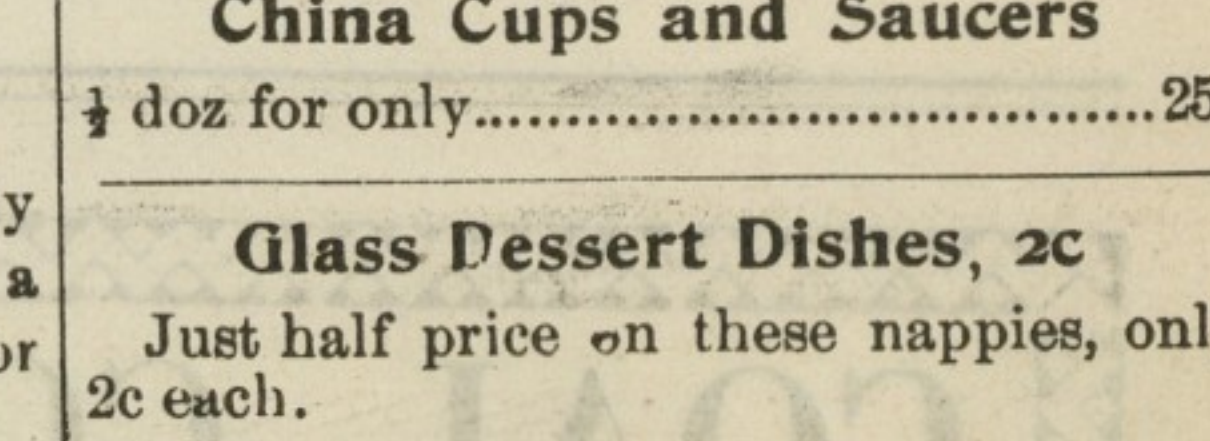 China Cups and Saucers
½ doz for only....................................25
Glass Dessert Dishes, 2c
Just half price on these nappies, onl
2c each.
y
a
or